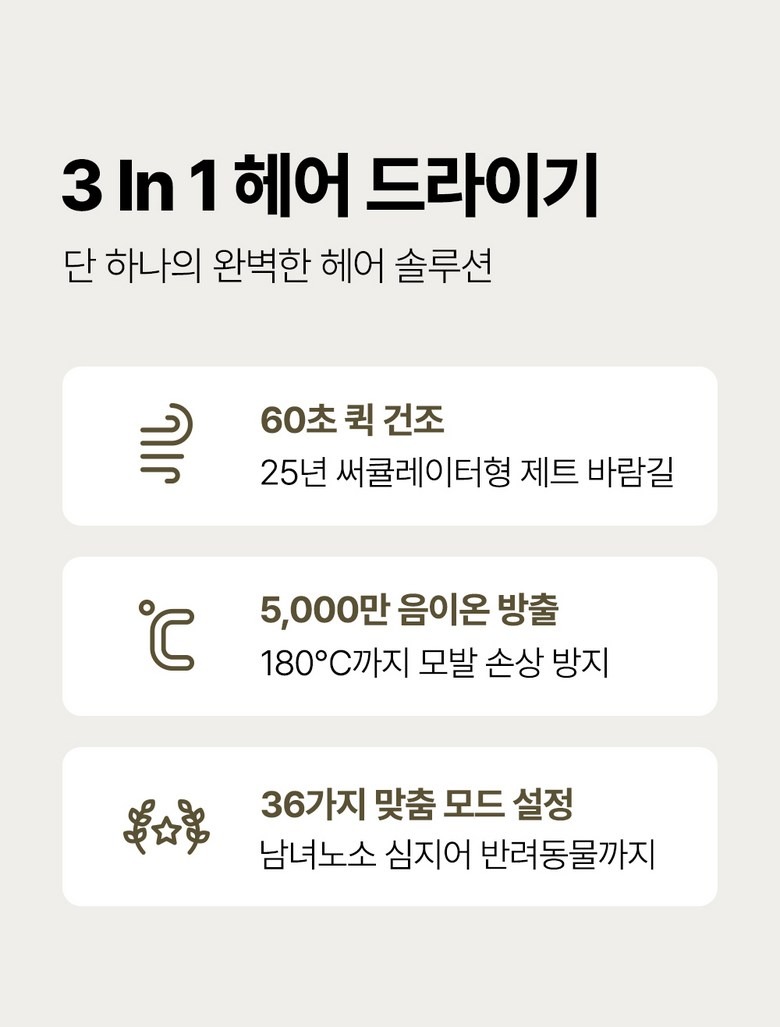 3 In 1 헤어 드라이기
단 하나의 완벽한 헤어 솔루션
60초 퀵 건조
25년 써큘레이터형 제트 바람길
℃
5,000만 음이온 방출
180°C까지 모발 손상 방지
36가지 맞춤 모드 설정
남녀노소 심지어 반려동물까지